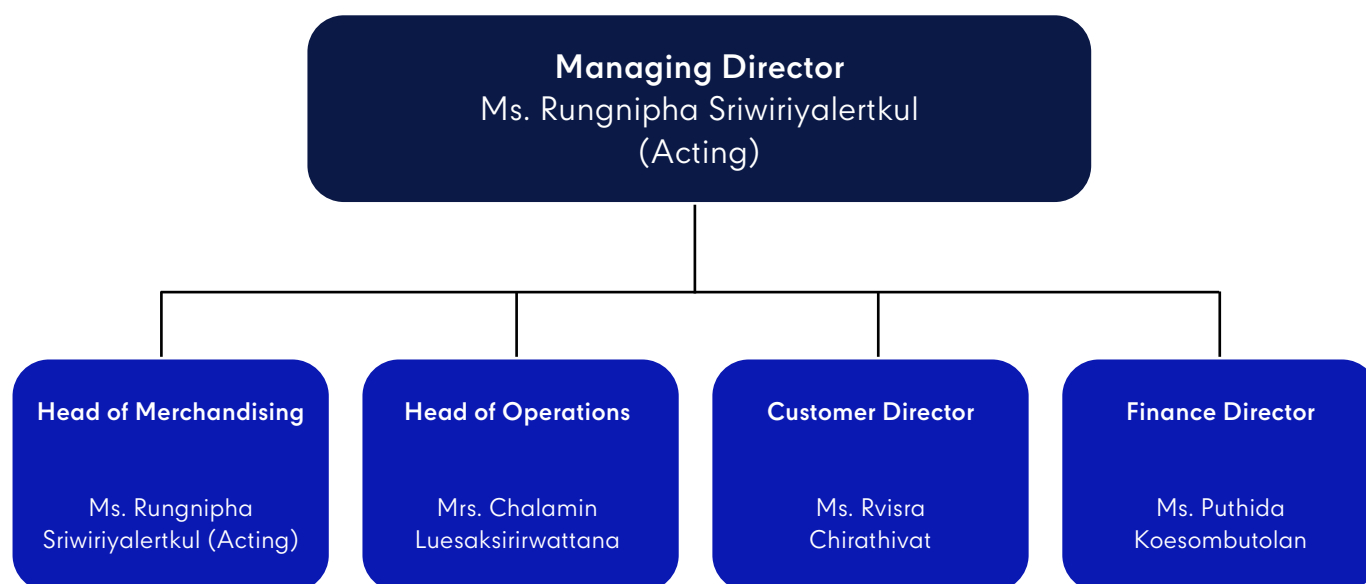 Managing Director
Ms. Rungnipha Sriwiriyalertkul
(Acting)
Head of Merchandising
Ms. Rungnipha
Sriwiriyalertkul (Acting)
Head of Operations
Mrs. Chalamin
Luesaksirirwattana
Customer Director
Ms. Rvisra
Chirathivat
Finance Director
Ms. Puthida
Koesombutolan